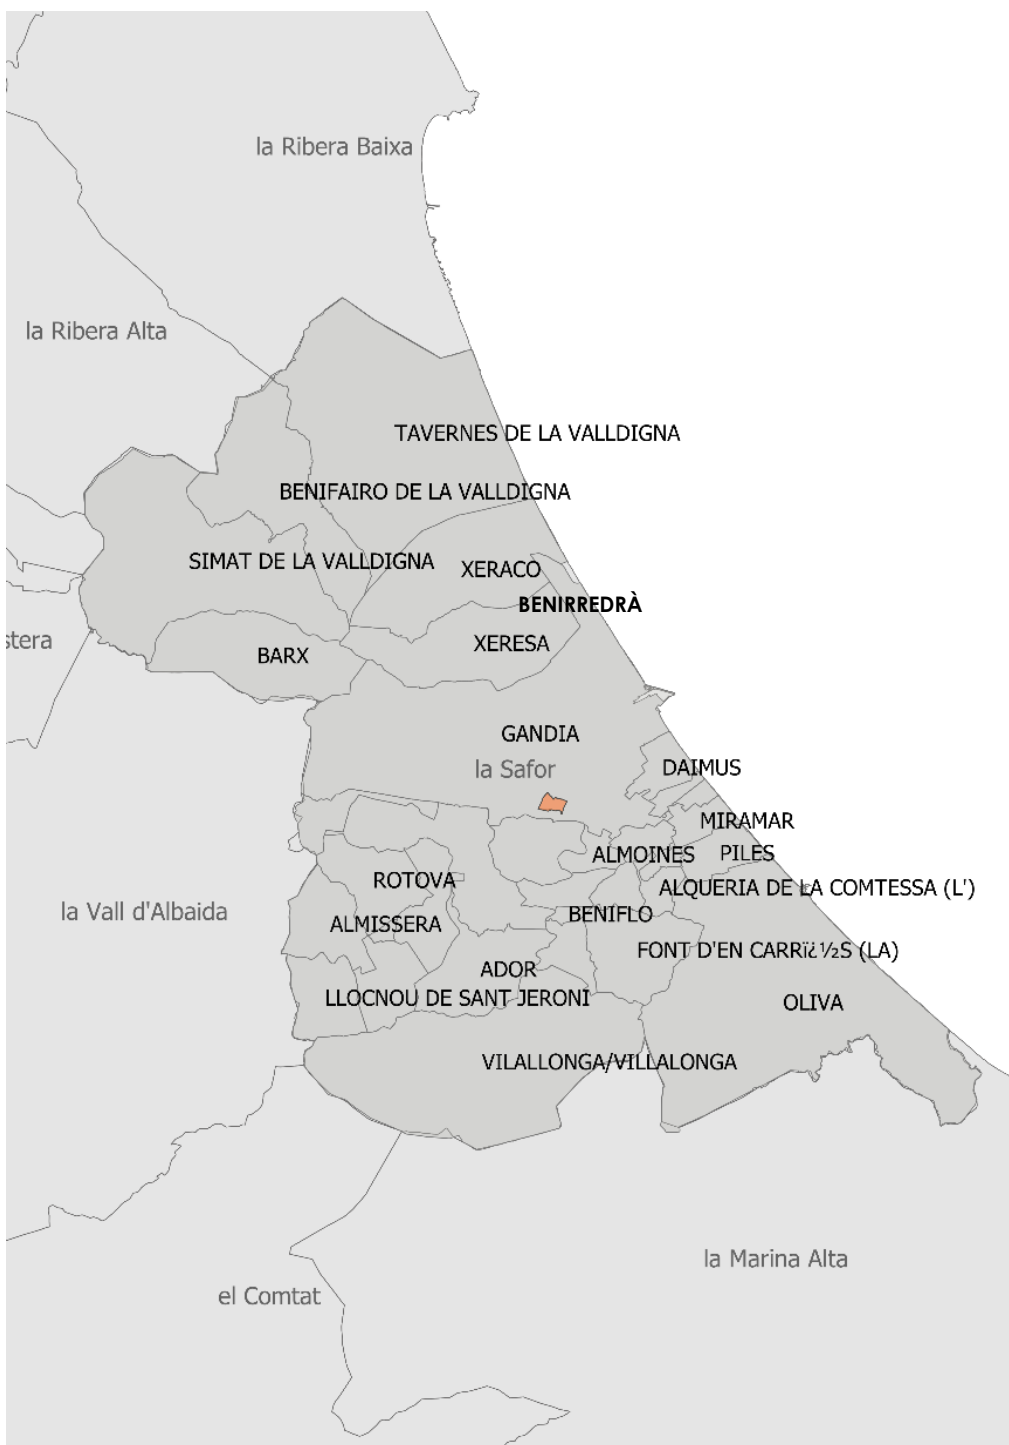 la Ribera Baixa
la Ribera Alta
TAVERNES DE LA VALLDIGNA
BENIFAIRO DE LA VALLDIGNA
SIMAT DE LA VALLDIGNA
XERACO
BENIRREDRÀ
stera
XERESA
BARX
GANDIA
la Safor
DAIMUS
MIRAMAR
ALMOINES
PILES
ROTOVA
ALQUERIA DE LA COMTESSA (L')
la Vall d'Albaida
BENIFLO
ALMISSERA
FONT D'EN CARRï¿½S (LA)
ADOR
LLOCNOU DE SANT JERONI
OLIVA
VILALLONGA/VILLALONGA
la Marina Alta
el Comtat